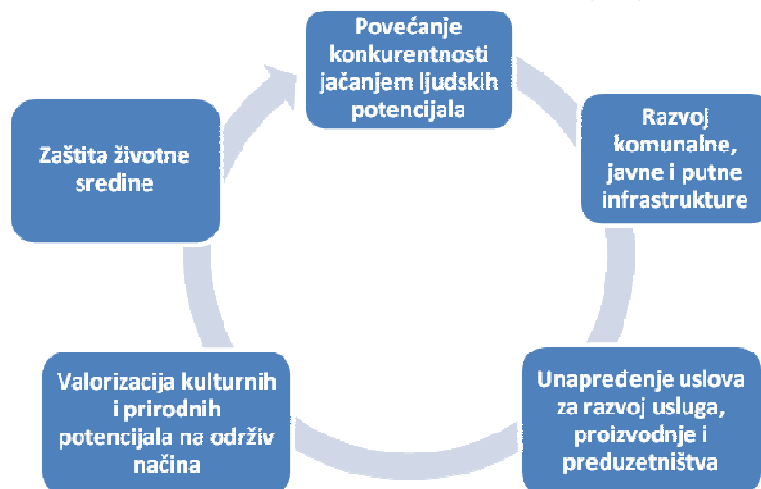 Povećanje
konkurentnosti
jačanjem ljudskih
potencijala
Razvoj
komunalne,
javne i putne
infrastrukture
Unapređenje uslova
za razvoj usluga,
proizvodnje i
preduzetništva
Valorizacija kulturnih
i prirodnih
potencijala na održiv
načina
Zaštita životne
sredine